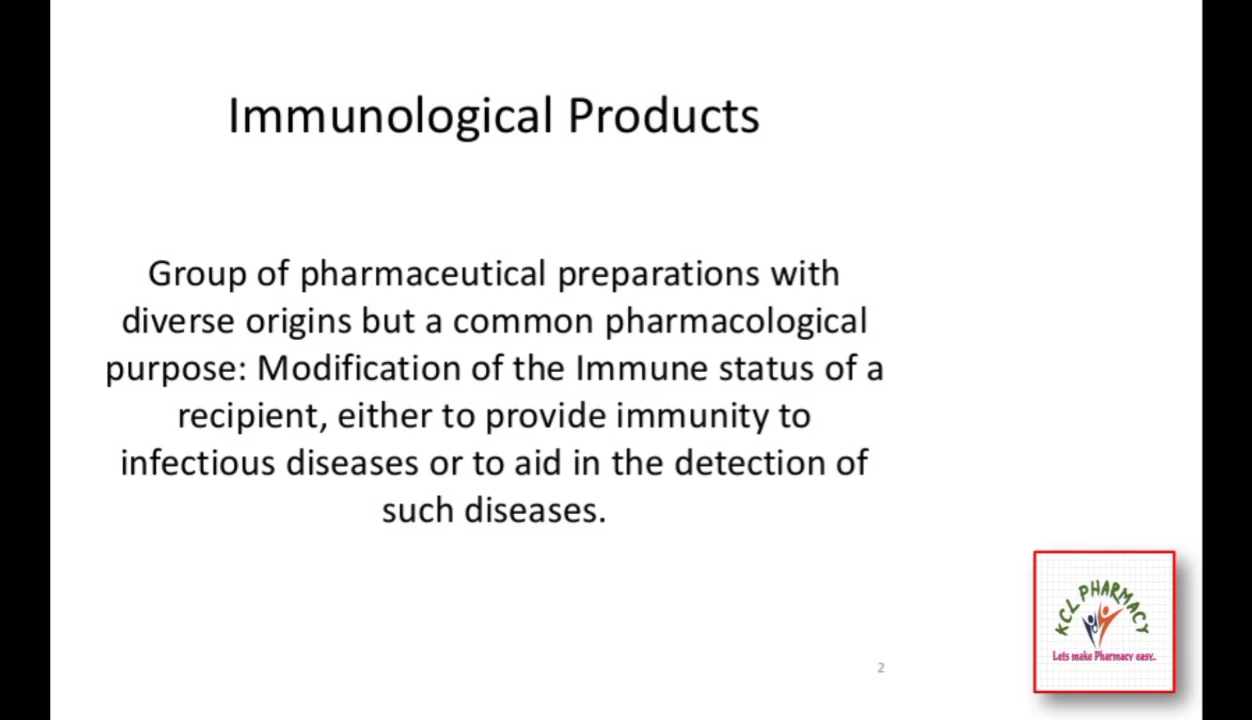 Immunological Products
Group of pharmaceutical preparations with
diverse origins but a common pharmacological
purpose: Modification of the Immune status of a
recipient, either to provide immunity to
infectious diseases or to aid in the detection of
such diseases.
KCL PHARMACY
Lets make Pharmacy easy..
2